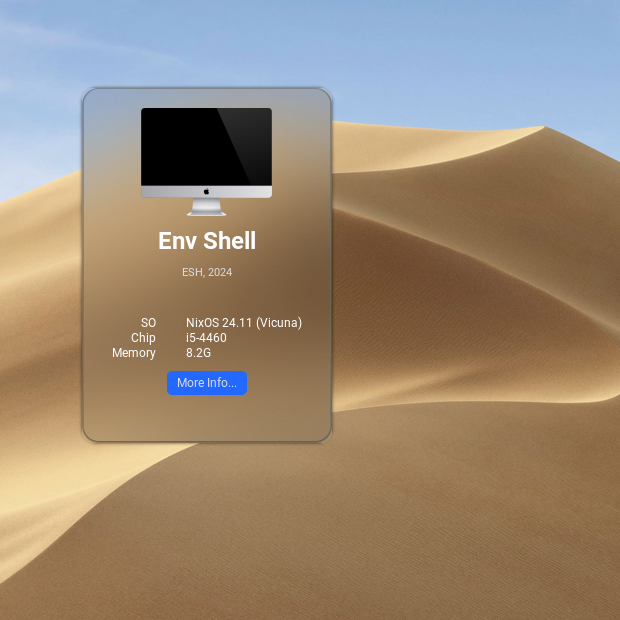 Env Shell
ESH, 2024
SO NixOS 24.11 (Vicuna)
Chip i5-4460
Memory 8.2G
More Info...